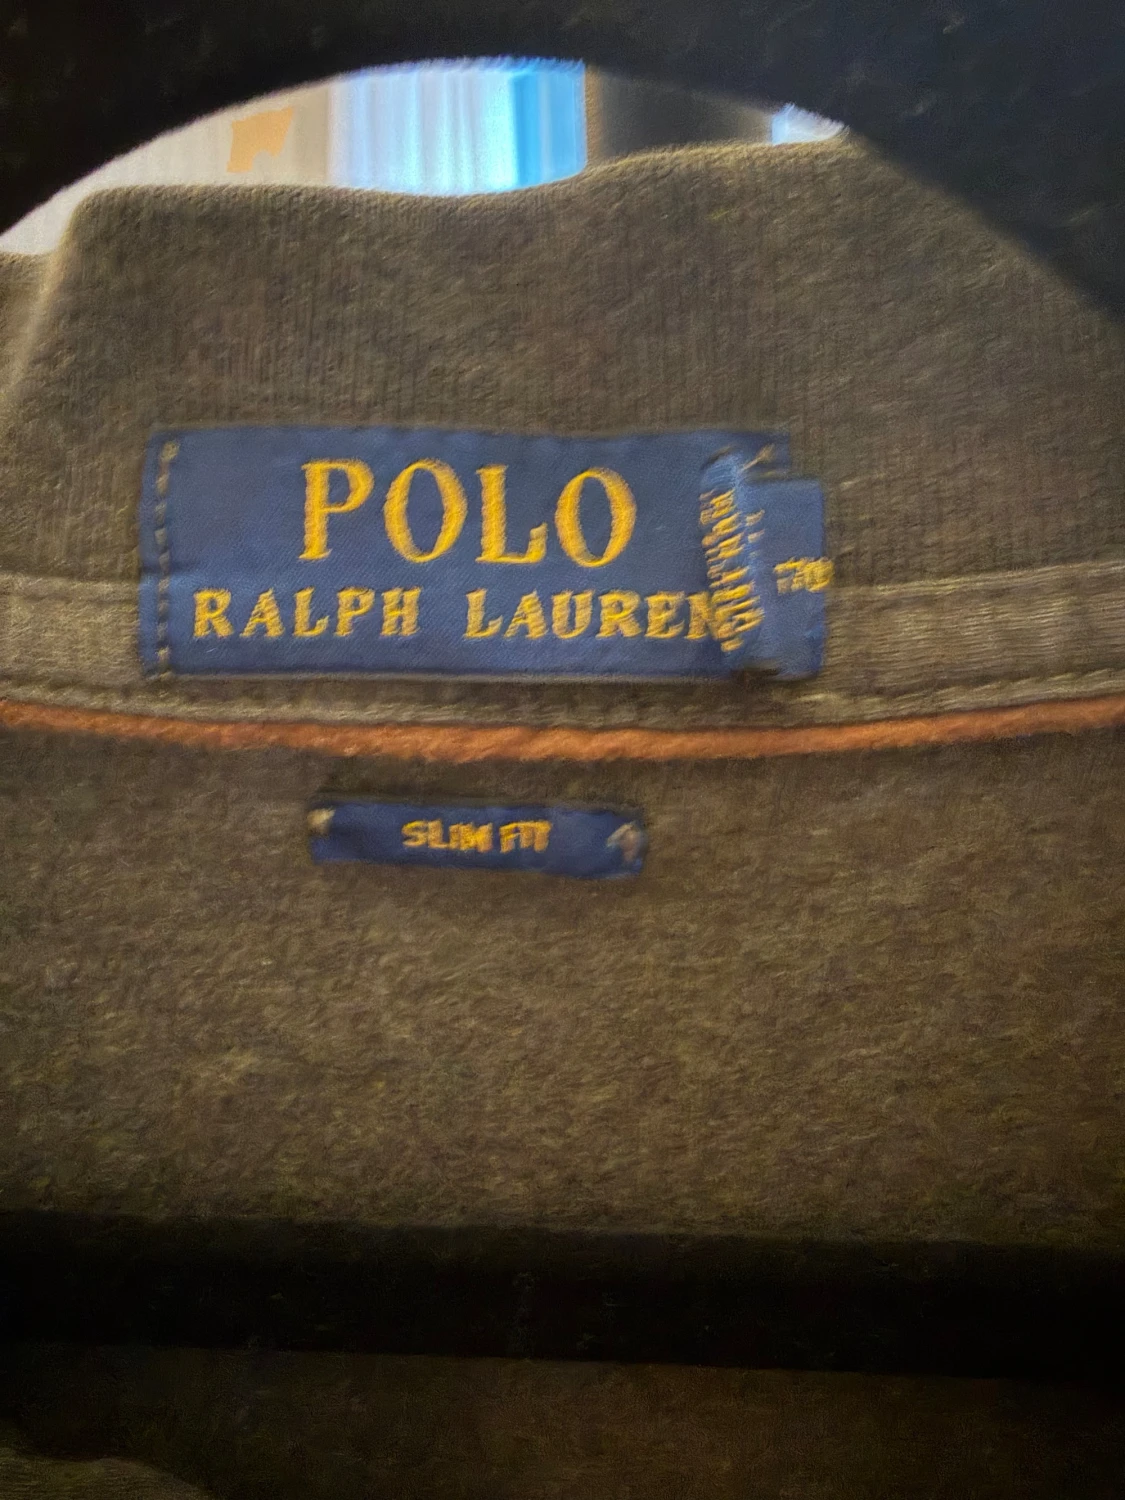 POLO
RALPH LAUREN
SLIM FIT